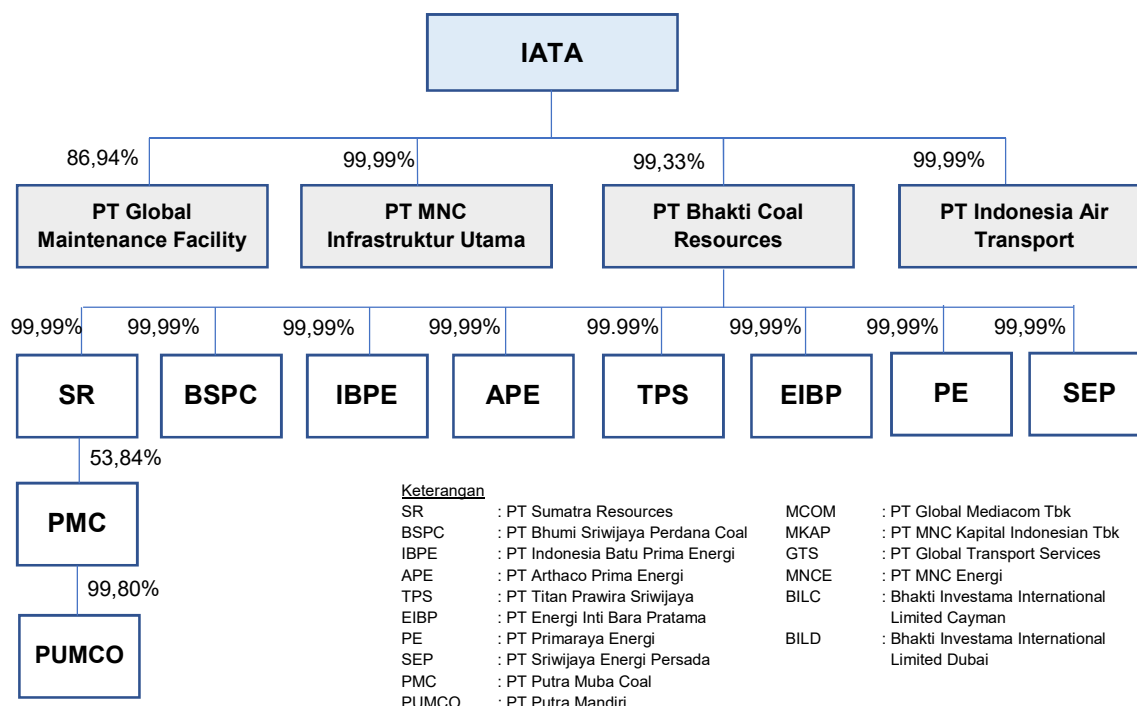 IATA
86,94%
99,99%
99,33%
99,99%
PT Global
Maintenance Facility
PT MNC
Infrastruktur Utama
PT Bhakti Coal
Resources
PT Indonesia Air
Transport
99,99%
99,99%
99,99%
99,99%
99.99%
99,99%
99,99%
99,99%
SR
BSPC
IBPE
APE
TPS
EIBP
PE
SEP
53,84%
PMC
99,80%
PUMCO
Keterangan
SR : PT Sumatra Resources
BSPC : PT Bhumi Sriwijaya Perdana Coal
IBPE : PT Indonesia Batu Prima Energi
APE : PT Arthaco Prima Energi
TPS : PT Titan Prawira Sriwijaya
EIBP : PT Energi Inti Bara Pratama
PE : PT Primaraya Energi
SEP : PT Sriwijaya Energi Persada
PMC : PT Putra Muba Coal
PUMCO : PT Putra Mandiri
MCOM : PT Global Mediacom Tbk
MKAP : PT MNC Kapital Indonesian Tbk
GTS : PT Global Transport Services
MNCE : PT MNC Energi
BILC : Bhakti Investama International
Limited Cayman
BILD : Bhakti Investama International
Limited Dubai